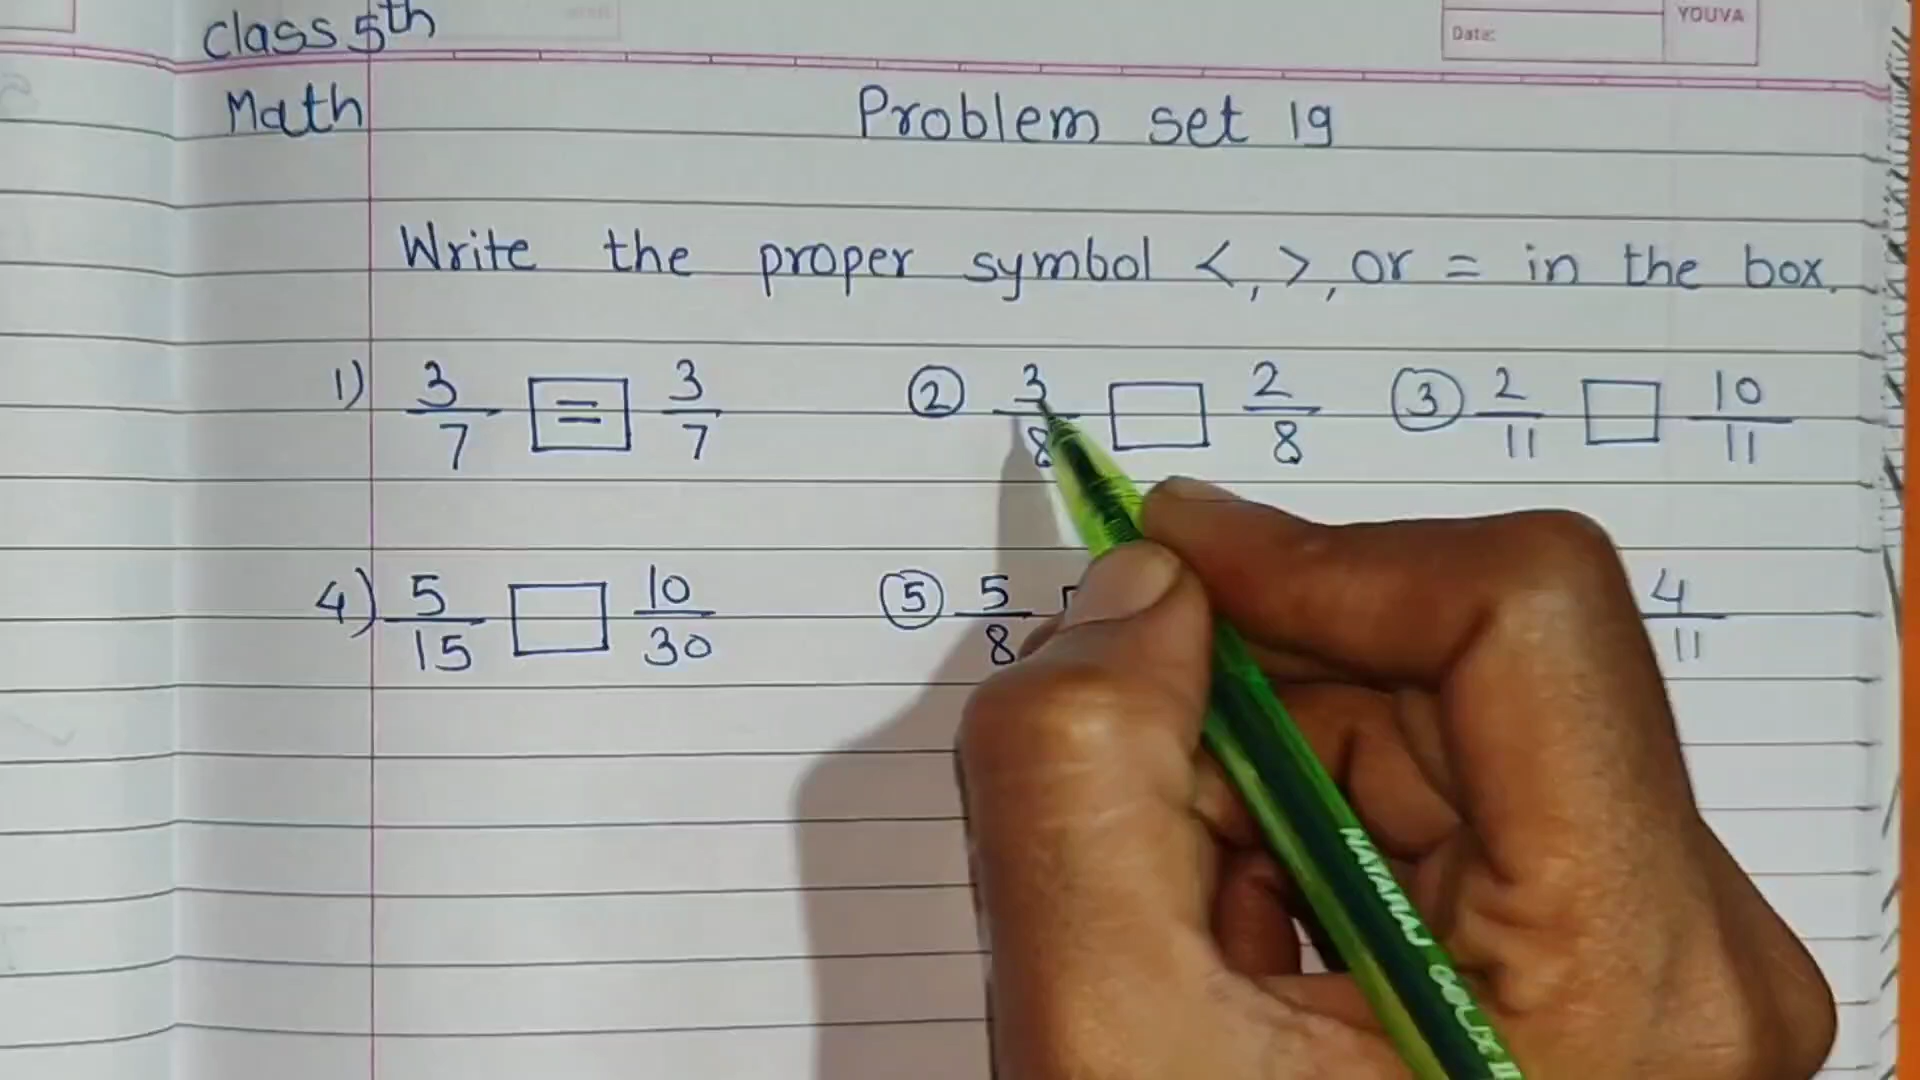 class 5th
YOUVA
Date:
Math
Problem set 19
Write the proper symbol <, >, or = in the box.
1) 3/7 = 3/7 ② 3/8 □ 2/8 ③ 2/11 □ 10/11
4) 5/15 □ 10/30 ⑤ 5/8 4/11
NATARAJ